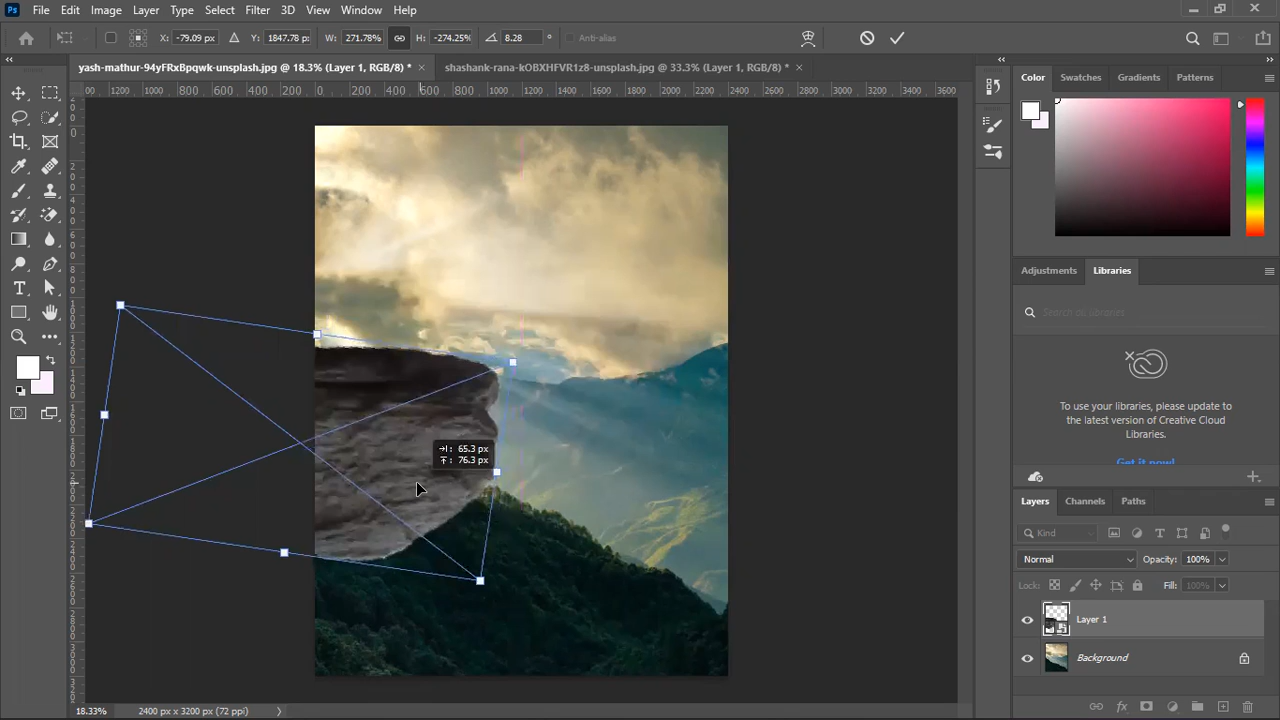 Ps File Edit Image Layer Type Select Filter 3D View Window Help
X: -79.09 px Y: 1847.78 px W: 271.78% H: -274.25% 8.28 ° Anti-alias
yash-mathur-94yFRxBpqwk-unsplash.jpg @ 18.3% (Layer 1, RGB/8) * shashank-rana-kOBXHFVR1z8-unsplash.jpg @ 33.3% (Layer 1, RGB/8) *
Color Swatches Gradients Patterns
00 1200 1000 800 600 400 200 0 200 400 600 800 1000 1200 1400 1600 1800 2000 2200 2400 2600 2800 3000 3200 3400 3600
Adjustments Libraries
Search all libraries
To use your libraries, please update to
the latest version of Creative Cloud
Libraries
Get it now!
: 65.3 px
: 76.3 px
Layers Channels Paths
Kind
Normal Opacity: 100%
Lock: Fill: 100%
Layer 1
Background
18.33% 2400 px x 3200 px (72 ppi)